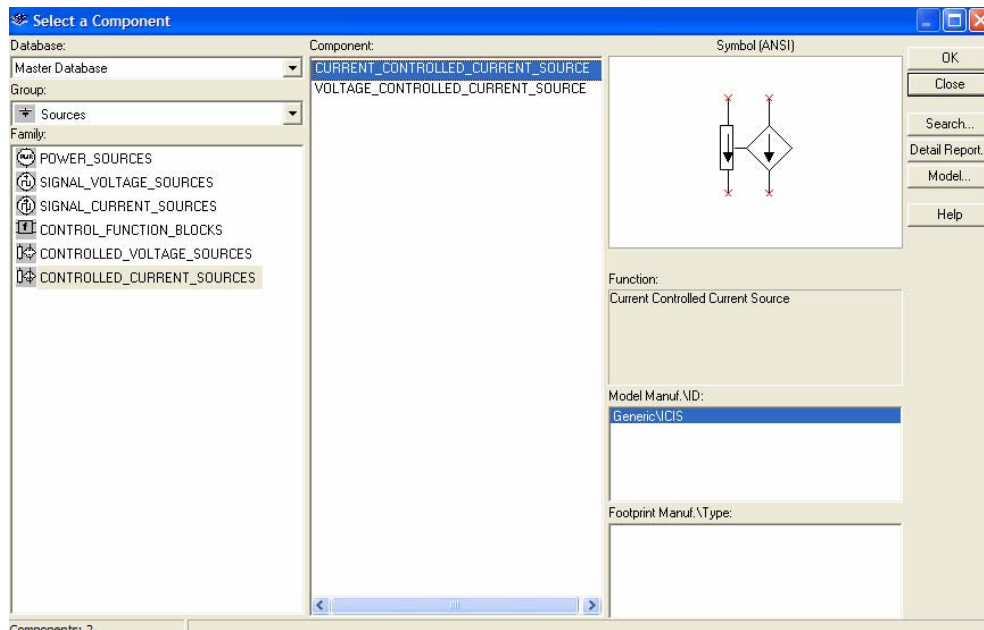 Select a Component
Database:
Master Database
Group:
Sources
Family:
POWER_SOURCES
SIGNAL_VOLTAGE_SOURCES
SIGNAL_CURRENT_SOURCES
CONTROL_FUNCTION_BLOCKS
CONTROLLED_VOLTAGE_SOURCES
CONTROLLED_CURRENT_SOURCES
Component:
CURRENT_CONTROLLED_CURRENT_SOURCE
VOLTAGE_CONTROLLED_CURRENT_SOURCE
Symbol (ANSI)
Function:
Current Controlled Current Source
Model Manuf.\ID:
Generic\ICIS
Footprint Manuf.\Type:
OK
Close
Search...
Detail Report.
Model...
Help
Components: 2